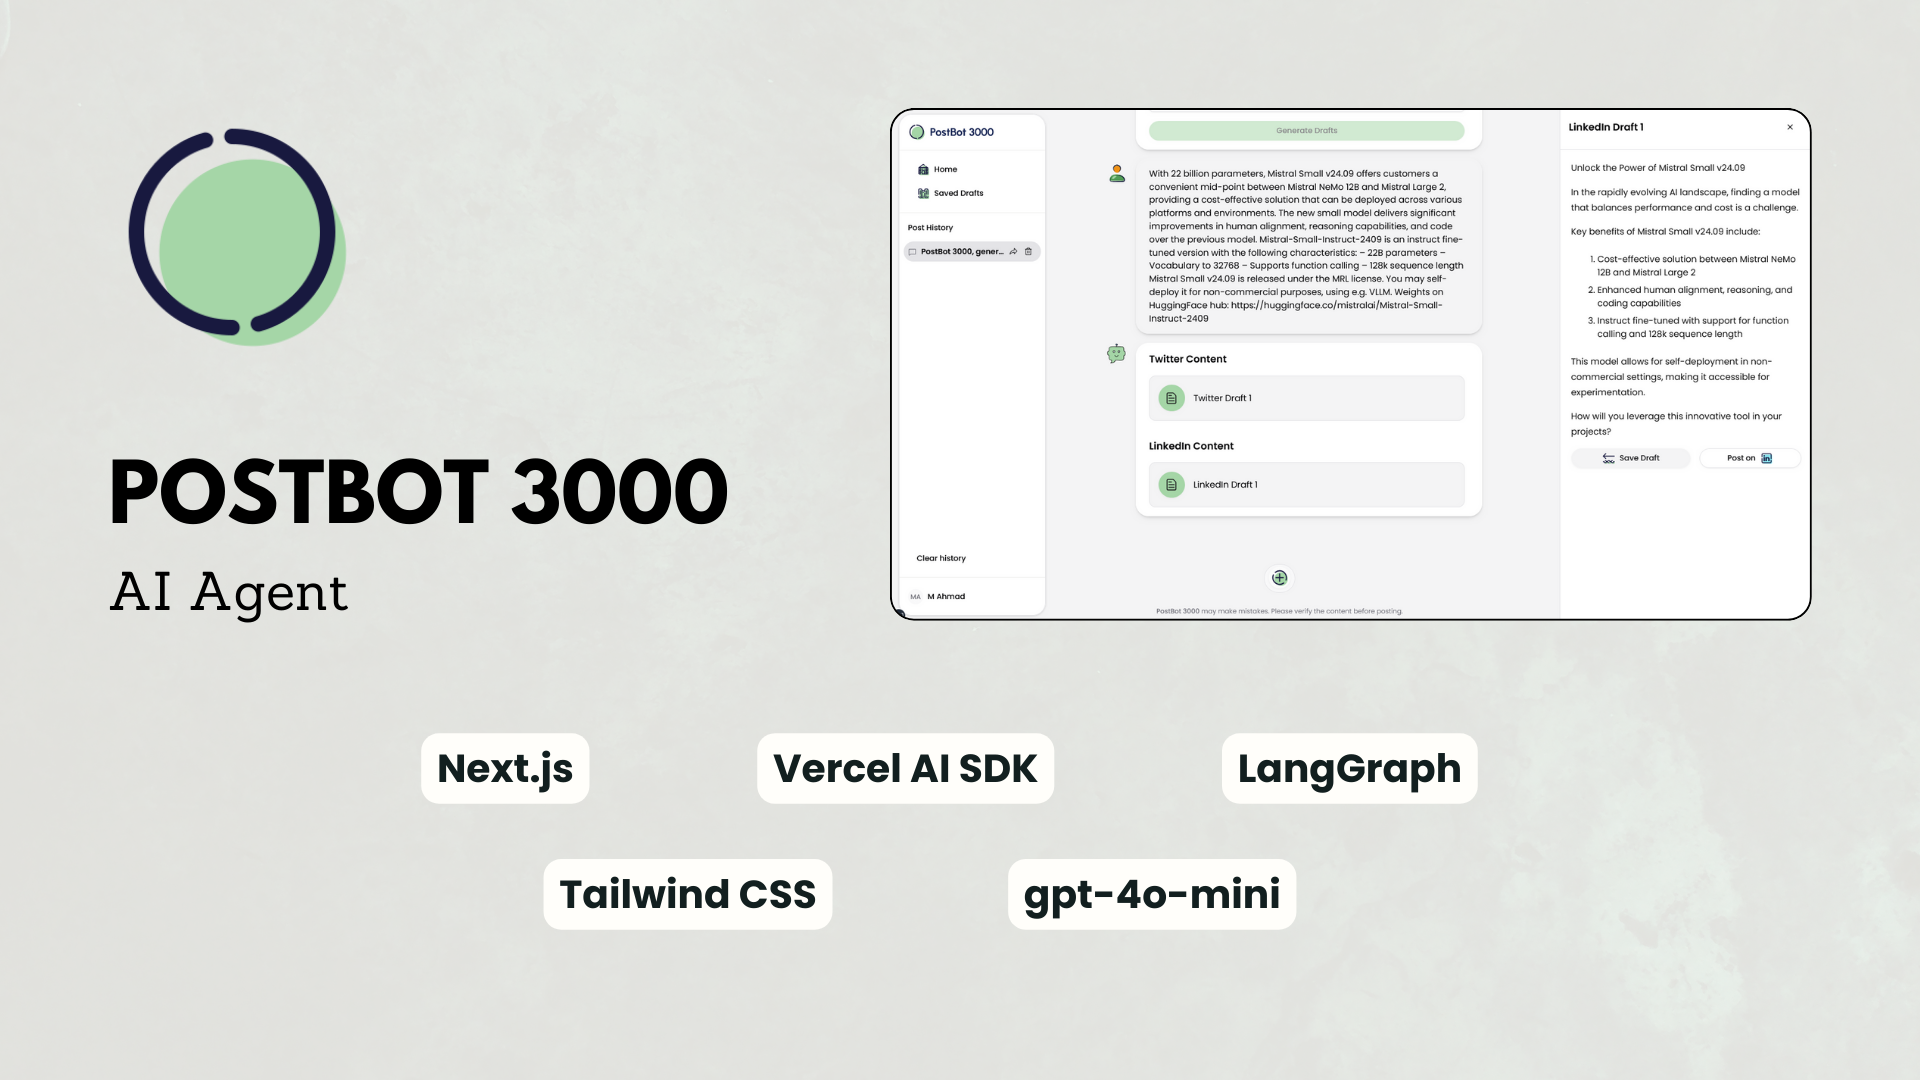 POSTBOT 3000
AI Agent
PostBot 3000
Home
Saved Drafts
Post History
PostBot 3000, gener...
Clear history
MA M Ahmad
Generate Drafts
With 22 billion parameters, Mistral Small v24.09 offers customers a
convenient mid-point between Mistral NeMo 12B and Mistral Large 2,
providing a cost-effective solution that can be deployed across various
platforms and environments. The new small model delivers significant
improvements in human alignment, reasoning capabilities, and code
over the previous model. Mistral-Small-Instruct-2409 is an instruct fine-
tuned version with the following characteristics: – 22B parameters –
Vocabulary to 32768 – Supports function calling – 128k sequence length
Mistral Small v24.09 is released under the MRL license. You may self-
deploy it for non-commercial purposes, using e.g. VLLM. Weights on
HuggingFace hub: https://huggingface.co/mistralai/Mistral-Small-
Instruct-2409
Twitter Content
Twitter Draft 1
LinkedIn Content
LinkedIn Draft 1
PostBot 3000 may make mistakes. Please verify the content before posting.
LinkedIn Draft 1
Unlock the Power of Mistral Small v24.09
In the rapidly evolving AI landscape, finding a model
that balances performance and cost is a challenge.
Key benefits of Mistral Small v24.09 include:
1. Cost-effective solution between Mistral NeMo
12B and Mistral Large 2
2. Enhanced human alignment, reasoning, and
coding capabilities
3. Instruct fine-tuned with support for function
calling and 128k sequence length
This model allows for self-deployment in non-
commercial settings, making it accessible for
experimentation.
How will you leverage this innovative tool in your
projects?
Save Draft
Post on in
Next.js
Vercel AI SDK
LangGraph
Tailwind CSS
gpt-4o-mini